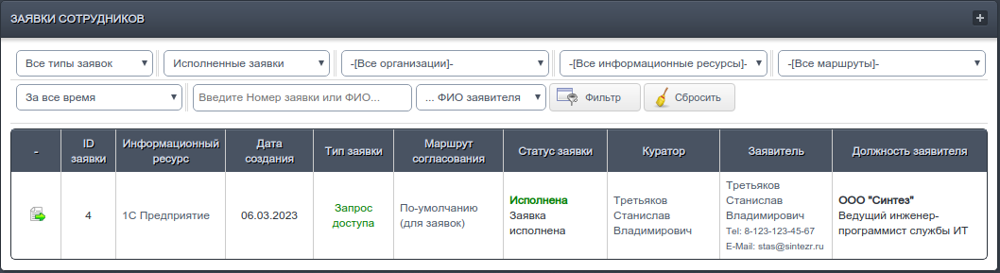 ЗАЯВКИ СОТРУДНИКОВ
Все типы заявок
Исполненные заявки
-[Все организации]-
-[Все информационные ресурсы]-
-[Все маршруты]-
За все время
Введите Номер заявки или ФИО...
... ФИО заявителя
Фильтр
Сбросить
-
ID
заявки
Информационный
ресурс
Дата
создания
Тип заявки
Маршрут
согласования
Статус заявки
Куратор
Заявитель
Должность заявителя
4
1С Предприятие
06.03.2023
Запрос
доступа
По-умолчанию
(для заявок)
Исполнена
Заявка
исполнена
Третьяков
Станислав
Владимирович
Третьяков
Станислав
Владимирович
Tel: 8-123-123-45-67
E-Mail: stas@sintezr.ru
ООО "Синтез"
Ведущий инженер-
программист службы ИТ